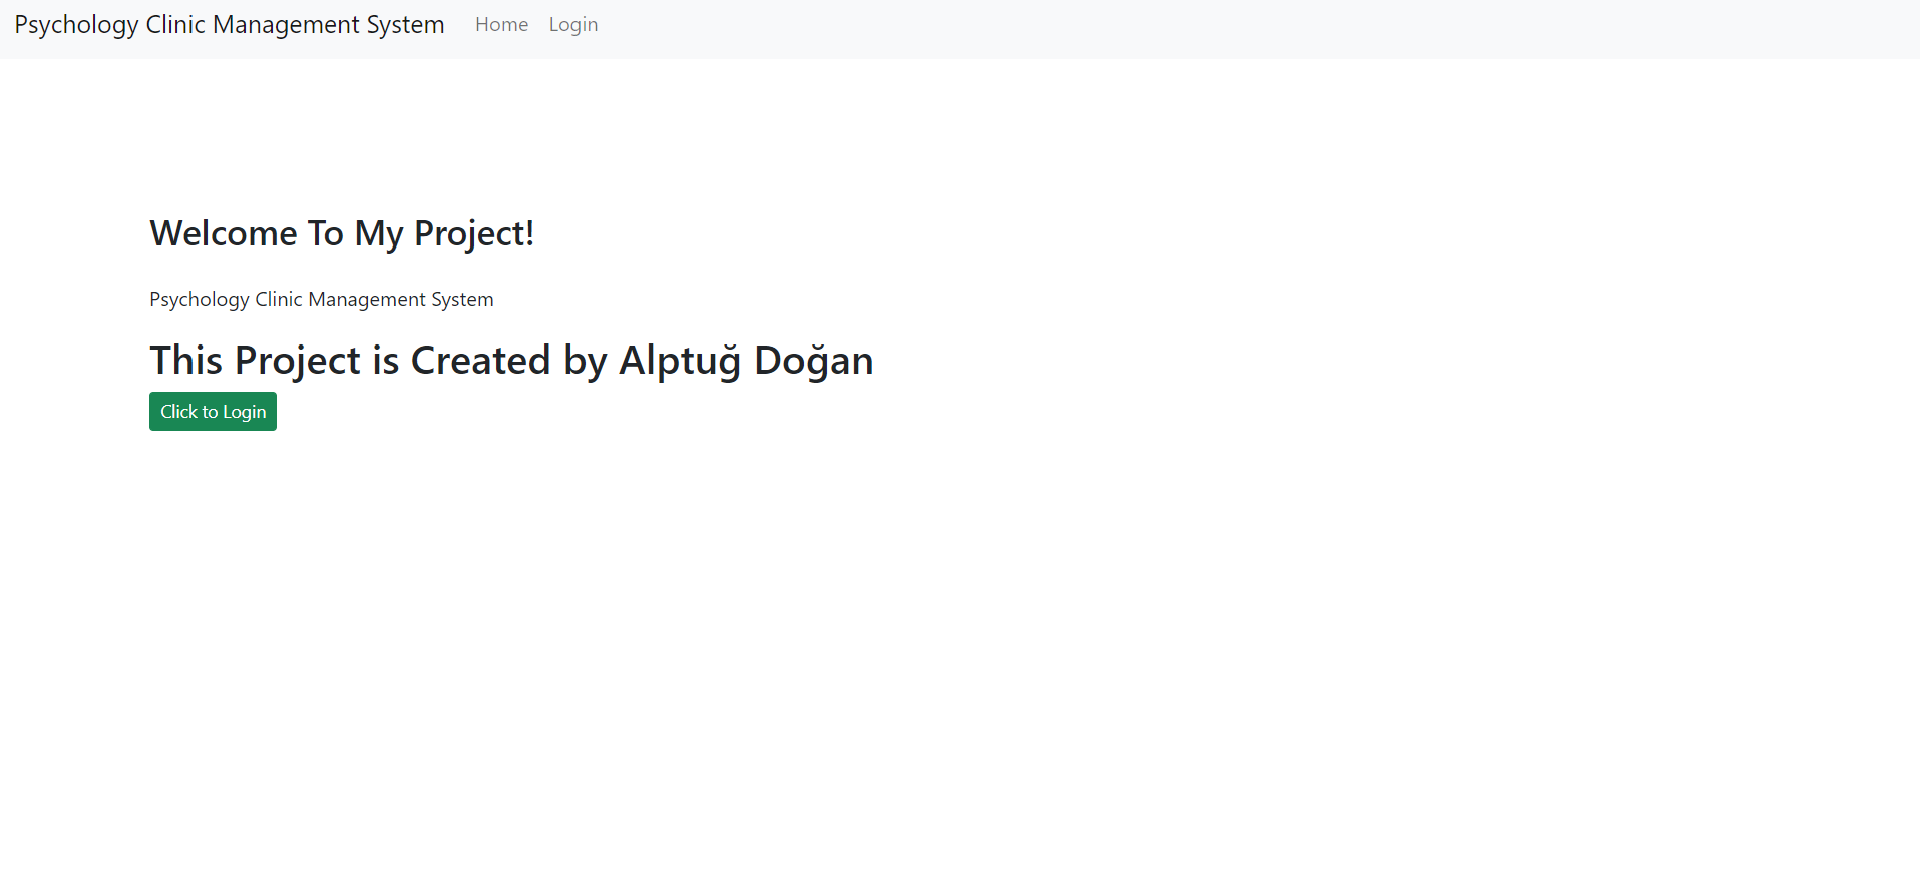 Psychology Clinic Management System Home Login
Welcome To My Project!
Psychology Clinic Management System
This Project is Created by Alptuğ Doğan
Click to Login